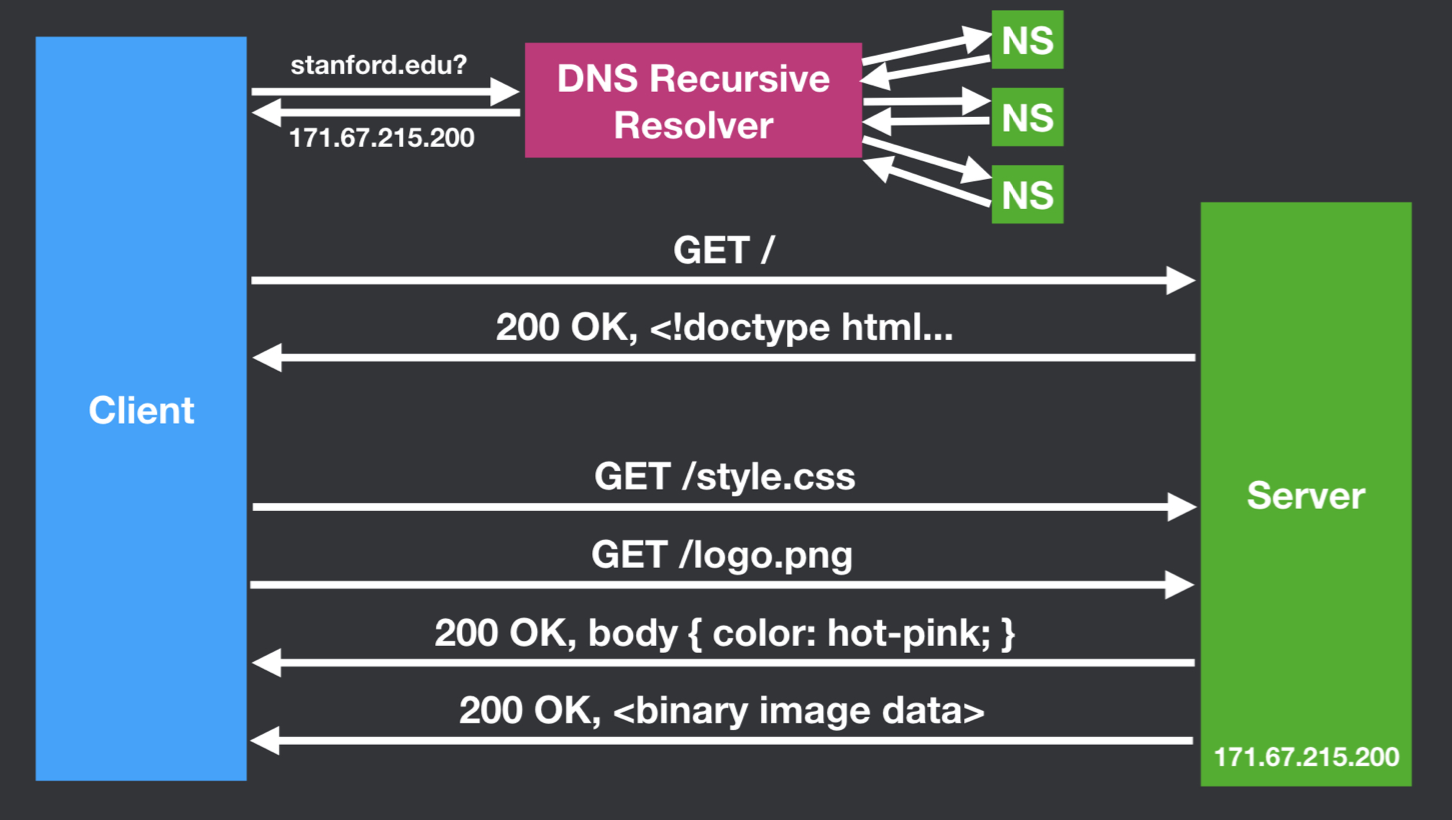 stanford.edu?
171.67.215.200
DNS Recursive
Resolver
NS
NS
NS
GET /
200 OK, <!doctype html...
Client
GET /style.css
Server
GET /logo.png
200 OK, body { color: hot-pink; }
200 OK, <binary image data>
171.67.215.200